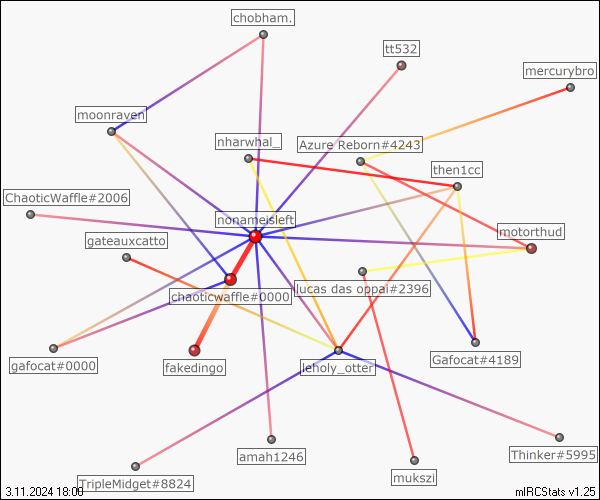 chobham.
tt532
mercurybro
moonraven
nharwhal_
Azure Reborn#4243
then1cc
ChaoticWaffle#2006
nonameisleft
motorthud
gateauxcatto
chaoticwaffle#0000
lucas das oppai#2396
gafocat#0000
fakedingo
leholy_otter
Gafocat#4189
amah1246
Thinker#5995
TripleMidget#8824
mukszi
3.11.2024 18:00
mIRCStats v1.25